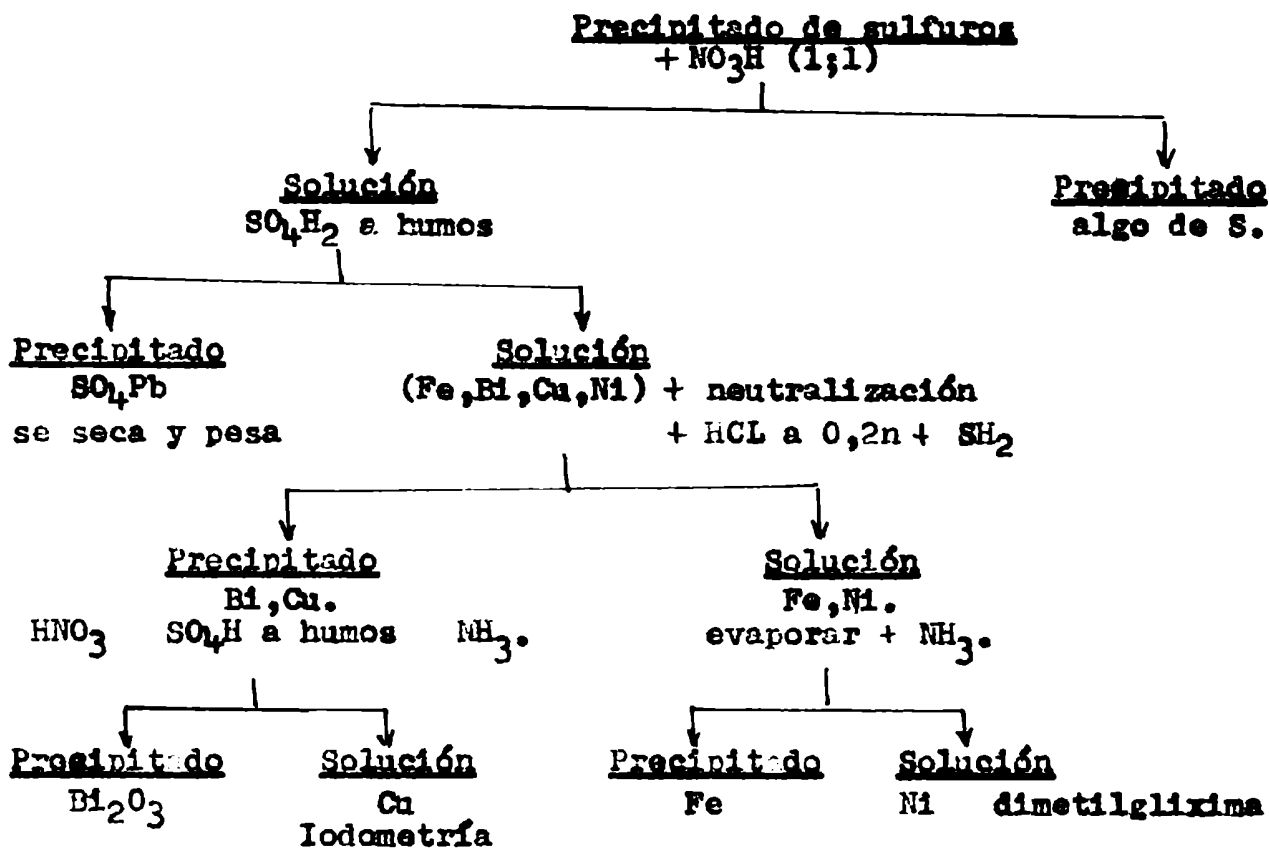 Precipitado de sulfuros
+ NO3H (1;1)
Solución
SO4H2 a humos
Precipitado
algo de S.
Precipitado
SO4Pb
se seca y pesa
Solución
(Fe,Bi,Cu,Ni) + neutralización
+ HCL a 0,2n + SH2
Precipitado
Bi,Cu.
HNO3 SO4H a humos NH3.
Solución
Fe,Ni.
evaporar + NH3.
Precipitado
Bi2O3
Solución
Cu
Iodometría
Precipitado
Fe
Solución
Ni dimetilglixima